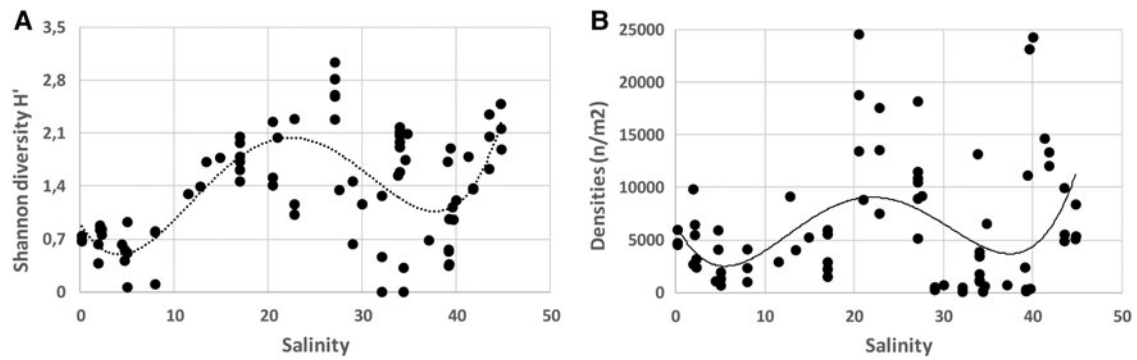 A
Shannon diversity H'
3,5
2,8
2,1
1,4
0,7
0
0 10 20 30 40 50
Salinity
B
Densities (n/m2)
25000
20000
15000
10000
5000
0
0 10 20 30 40 50
Salinity